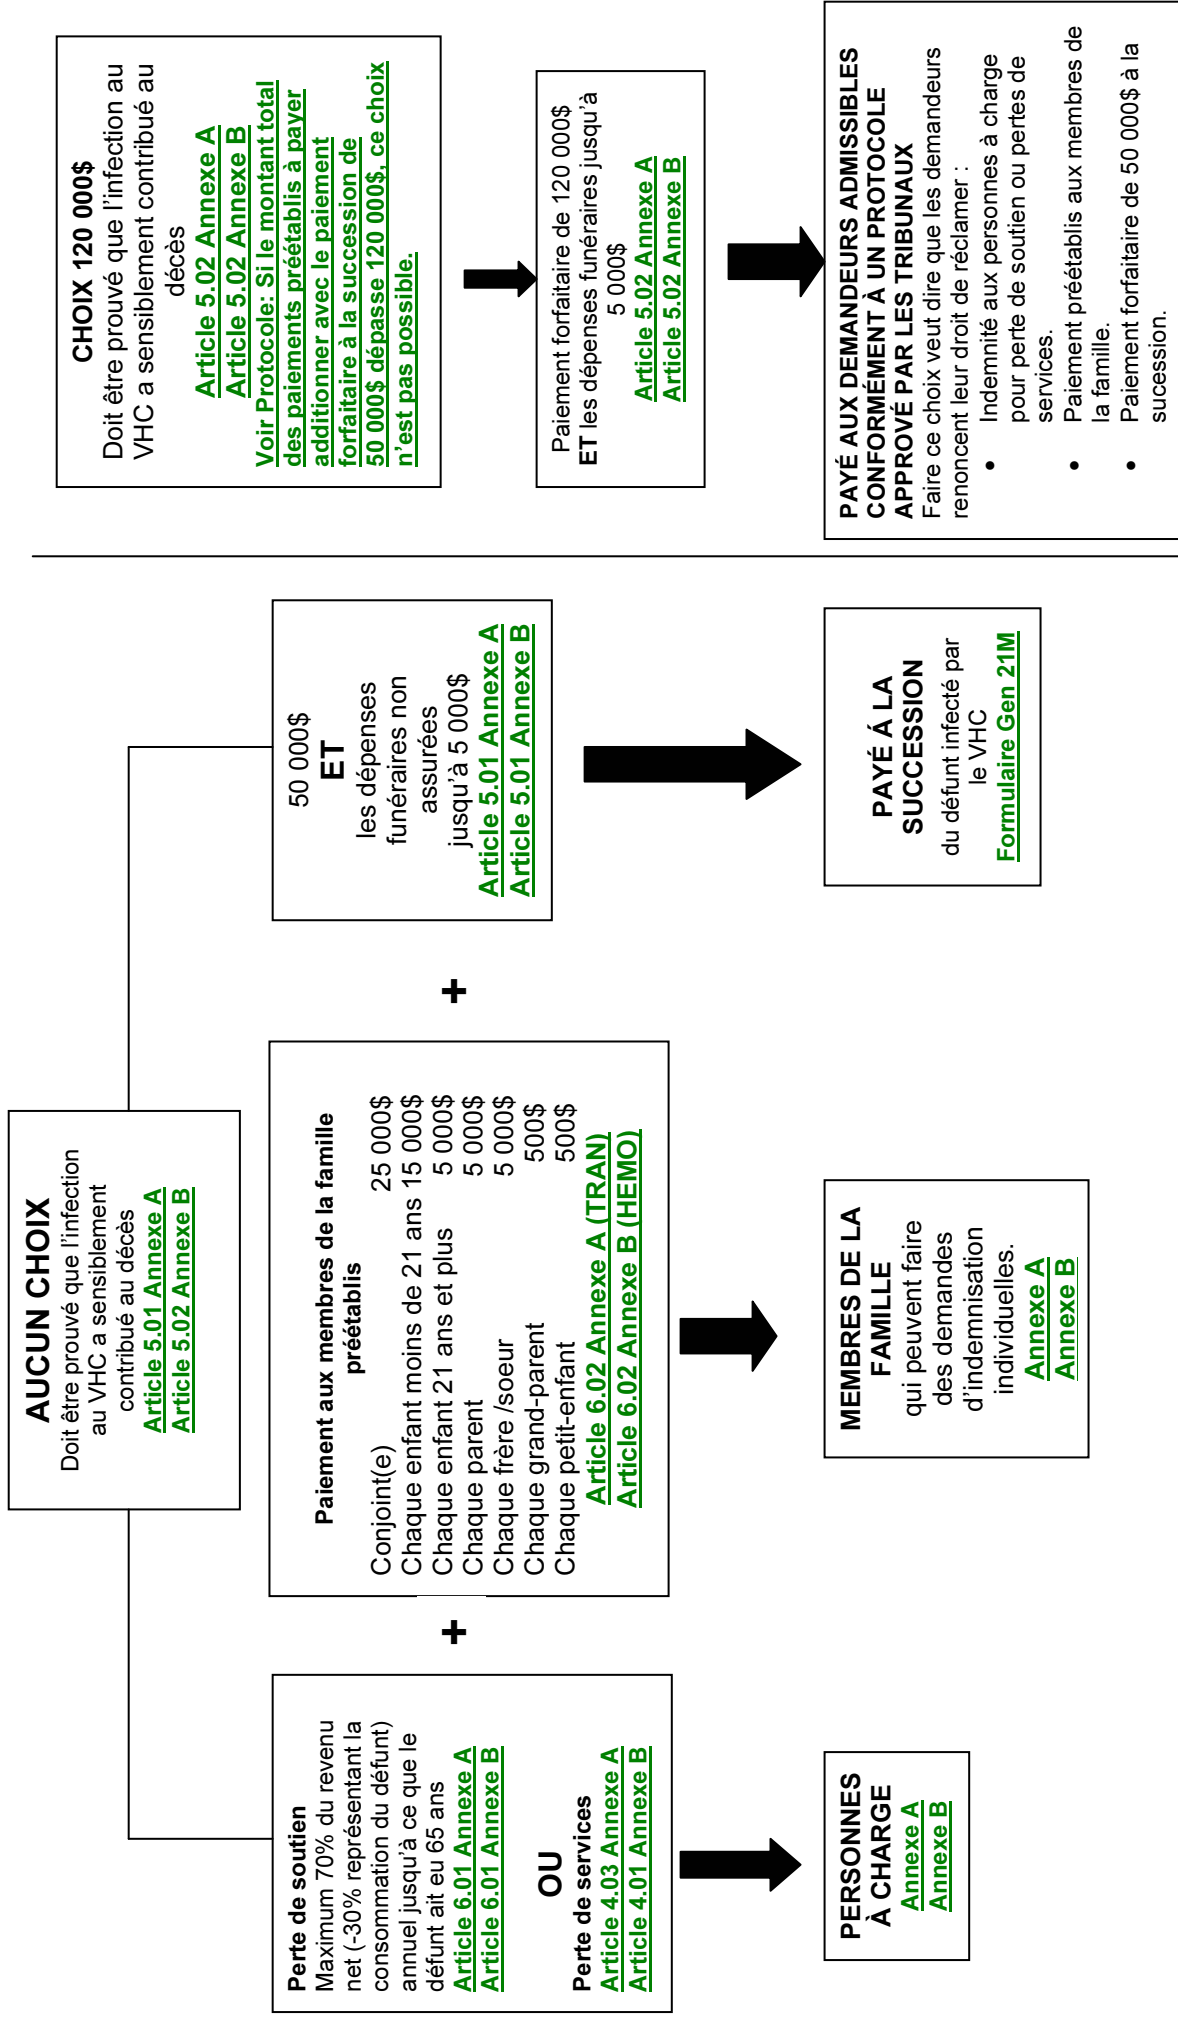 AUCUN CHOIX
Doit être prouvé que l'infection
au VHC a sensiblement
contribué au décès
Article 5.01 Annexe A
Article 5.02 Annexe B
Perte de soutien
Maximum 70% du revenu
net (-30% représentant la
consommation du défunt)
annuel jusqu'à ce que le
défunt ait eu 65 ans
Article 6.01 Annexe A
Article 6.01 Annexe B
OU
Perte de services
Article 4.03 Annexe A
Article 4.01 Annexe B
+
Paiement aux membres de la famille
préétablis
Conjoint(e) 25 000$
Chaque enfant moins de 21 ans 15 000$
Chaque enfant 21 ans et plus 5 000$
Chaque parent 5 000$
Chaque frère /soeur 5 000$
Chaque grand-parent 500$
Chaque petit-enfant 500$
Article 6.02 Annexe A (TRAN)
Article 6.02 Annexe B (HEMO)
+
50 000$
ET
les dépenses
funéraires non
assurées
jusqu'à 5 000$
Article 5.01 Annexe A
Article 5.01 Annexe B
PERSONNES
À CHARGE
Annexe A
Annexe B
MEMBRES DE LA
FAMILLE
qui peuvent faire
des demandes
d'indemnisation
individuelles.
Annexe A
Annexe B
PAYÉ Á LA
SUCCESSION
du défunt infecté par
le VHC
Formulaire Gen 21M
CHOIX 120 000$
Doit être prouvé que l'infection au
VHC a sensiblement contribué au
décès
Article 5.02 Annexe A
Article 5.02 Annexe B
Voir Protocole: Si le montant total
des paiements préétablis à payer
additionner avec le paiement
forfaitaire à la succession de
50 000$ dépasse 120 000$, ce choix
n'est pas possible.
Paiement forfaitaire de 120 000$
ET les dépenses funéraires jusqu'à
5 000$
Article 5.02 Annexe A
Article 5.02 Annexe B
PAYÉ AUX DEMANDEURS ADMISSIBLES
CONFORMÉMENT À UN PROTOCOLE
APPROVÉ PAR LES TRIBUNAUX
Faire ce choix veut dire que les demandeurs
renoncent leur droit de réclamer :
• Indemnité aux personnes à charge
pour perte de soutien ou pertes de
services.
• Paiement préétablis aux membres de
la famille.
• Paiement forfaitaire de 50 000$ à la
sucession.